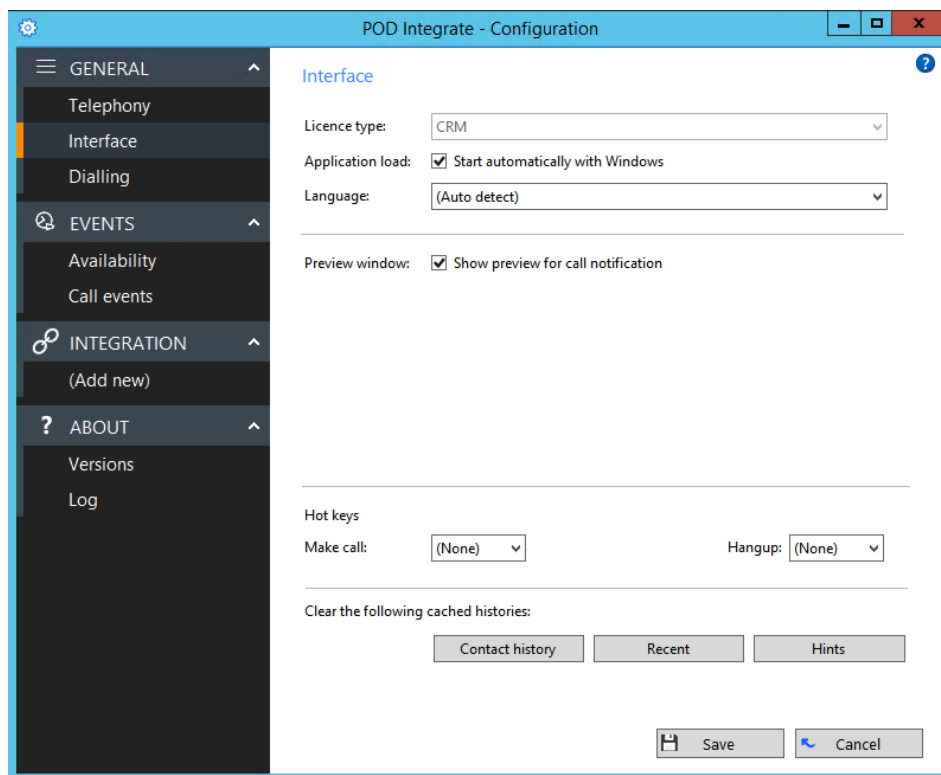 POD Integrate - Configuration
GENERAL
Telephony
Interface
Dialling
EVENTS
Availability
Call events
INTEGRATION
(Add new)
? ABOUT
Versions
Log
?
Interface
Licence type: CRM
Application load: Start automatically with Windows
Language: (Auto detect)
Preview window: Show preview for call notification
Hot keys
Make call: (None) Hangup: (None)
Clear the following cached histories:
Contact history Recent Hints
Save Cancel